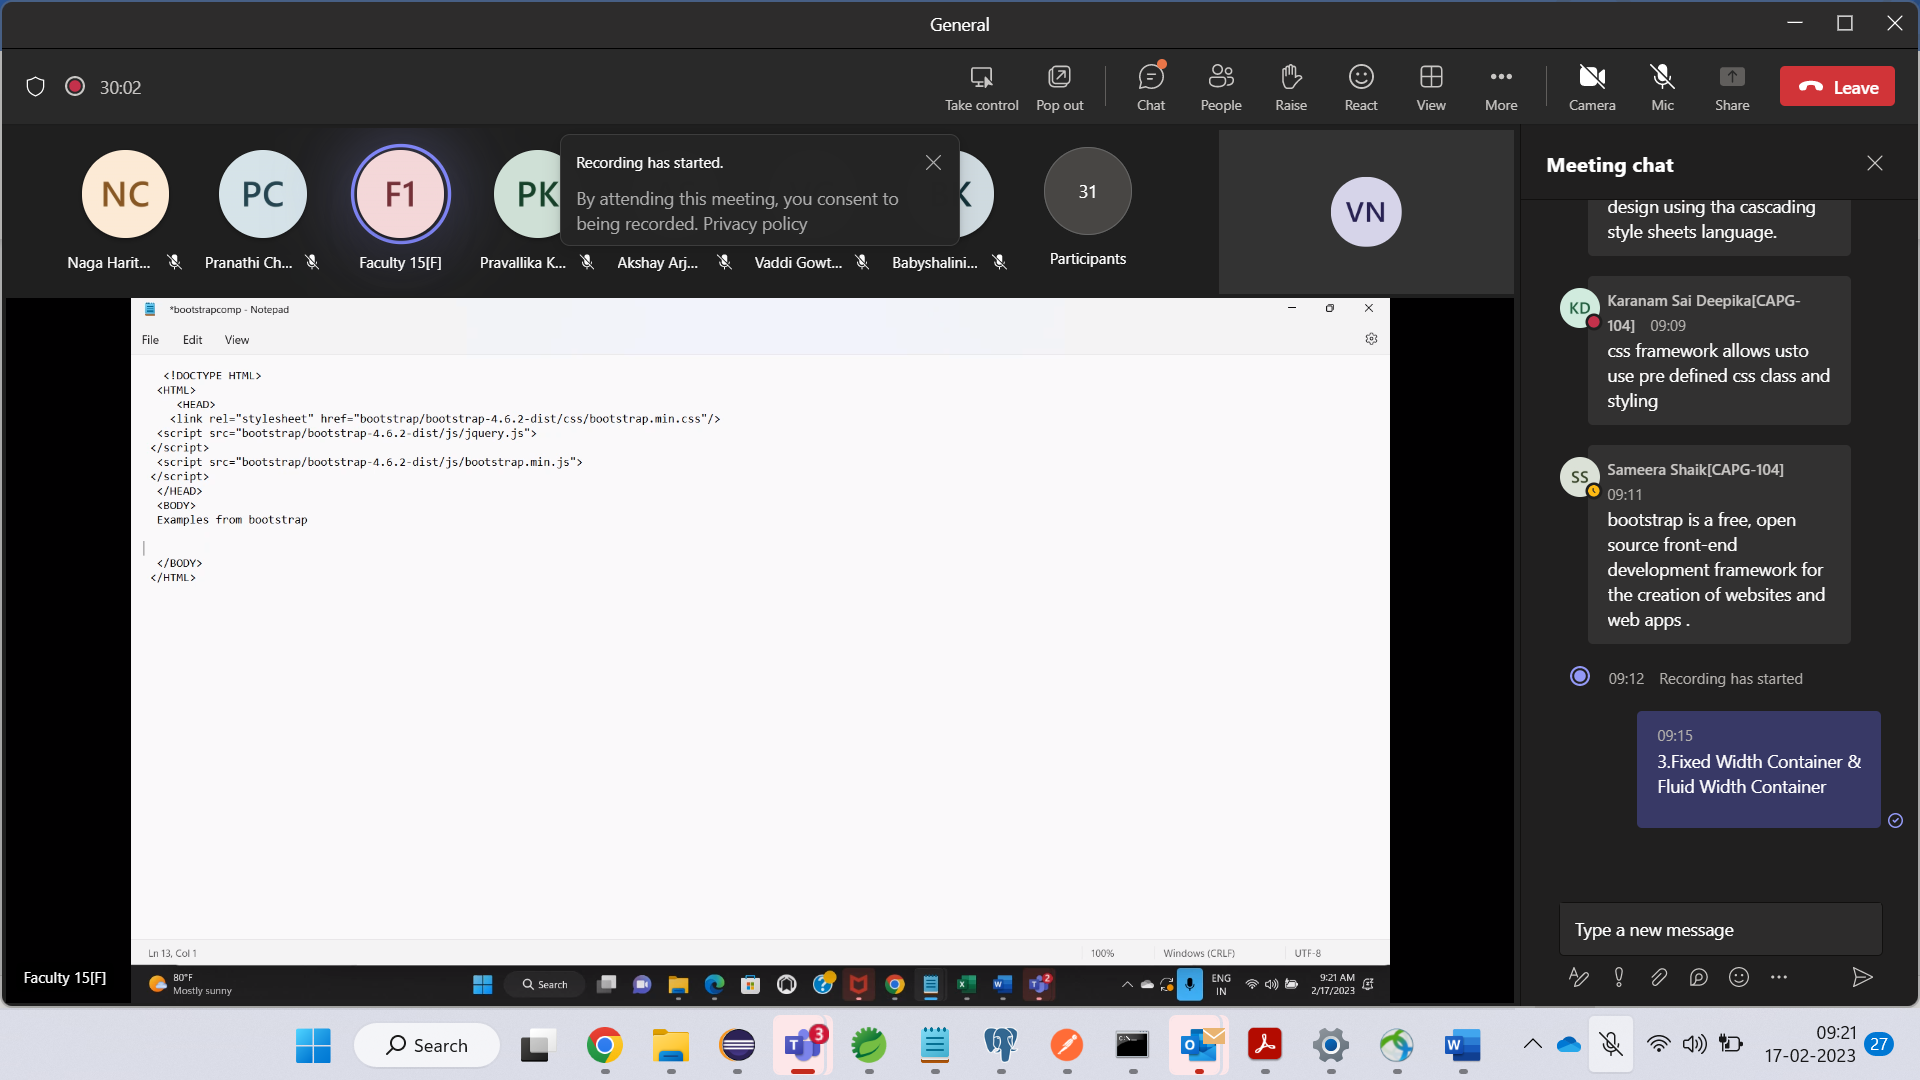 General
30:02
Take control
Pop out
Chat
People
Raise
React
View
More
Camera
Mic
Share
Leave
NC
PC
F1
PK
K
31
VN
Recording has started.
By attending this meeting, you consent to
being recorded. Privacy policy
Naga Harit...
Pranathi Ch...
Faculty 15[F]
Pravallika K...
Akshay Arj...
Vaddi Gowt...
Babyshalini...
Participants
*bootstrapcomp - Notepad
File
Edit
View
<!DOCTYPE HTML>
<HTML>
<HEAD>
<link rel="stylesheet" href="bootstrap/bootstrap-4.6.2-dist/css/bootstrap.min.css"/>
<script src="bootstrap/bootstrap-4.6.2-dist/js/jquery.js">
</script>
<script src="bootstrap/bootstrap-4.6.2-dist/js/bootstrap.min.js">
</script>
</HEAD>
<BODY>
Examples from bootstrap
</BODY>
</HTML>
Ln 13, Col 1
100%
Windows (CRLF)
UTF-8
Faculty 15[F]
80°F
Mostly sunny
Search
2
ENG
IN
9:21 AM
2/17/2023
Meeting chat
design using tha cascading
style sheets language.
KD
Karanam Sai Deepika[CAPG-
104] 09:09
css framework allows usto
use pre defined css class and
styling
SS
Sameera Shaik[CAPG-104]
09:11
bootstrap is a free, open
source front-end
development framework for
the creation of websites and
web apps .
09:12 Recording has started
09:15
3.Fixed Width Container &
Fluid Width Container
Type a new message
Search
3
09:21
17-02-2023
27